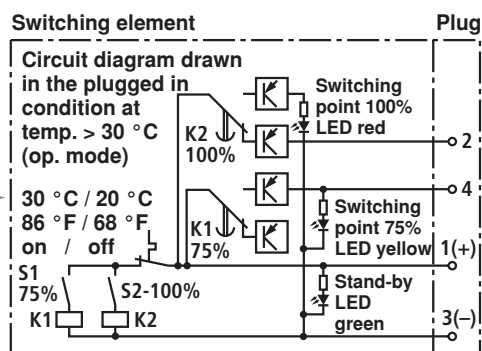 Switching element
Plug
Circuit diagram drawn
in the plugged in
condition at
temp. > 30 °C
(op. mode)
30 °C / 20 °C
86 °F / 68 °F
on / off
K2
100%
K1
75%
Switching
point 100%
LED red
Switching
point 75%
LED yellow
Stand-by
LED
green
2
4
1(+)
3(–)
S1
75%
S2-100%
K1
K2